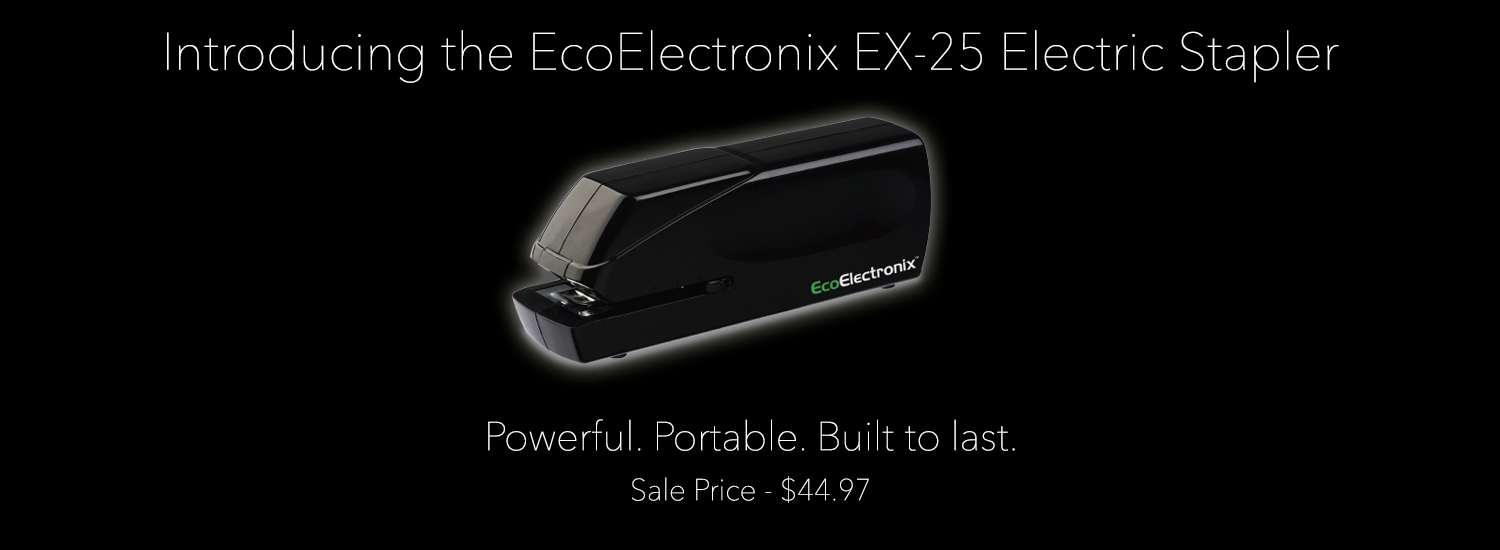 Introducing the EcoElectronix EX-25 Electric Stapler
EcoElectronix™
Powerful. Portable. Built to last.
Sale Price - $44.97